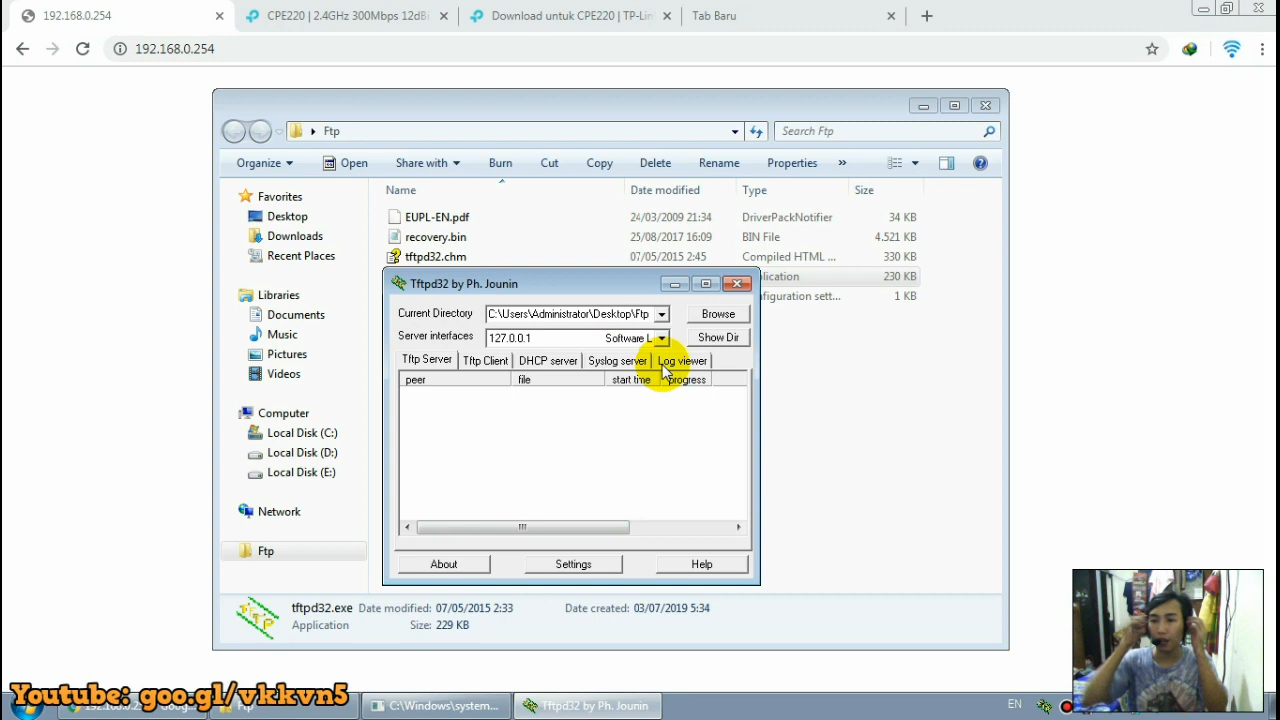 192.168.0.254
CPE220 | 2.4GHz 300Mbps 12dBi
Download untuk CPE220 | TP-Lin
Tab Baru
192.168.0.254
Ftp
Search Ftp
Organize
Open
Share with
Burn
Cut
Copy
Delete
Rename
Properties
»
Favorites
Desktop
Downloads
Recent Places
Libraries
Documents
Music
Pictures
Videos
Computer
Local Disk (C:)
Local Disk (D:)
Local Disk (E:)
Network
Ftp
Name Date modified Type Size
EUPL-EN.pdf 24/03/2009 21:34 DriverPackNotifier 34 KB
recovery.bin 25/08/2017 16:09 BIN File 4.521 KB
tftpd32.chm 07/05/2015 2:45 Compiled HTML ... 330 KB
plication 230 KB
figuration sett... 1 KB
Tftpd32 by Ph. Jounin
Current Directory C:\Users\Administrator\Desktop\Ftp Browse
Server interfaces 127.0.0.1 Software L Show Dir
Tftp Server Tftp Client DHCP server Syslog server Log viewer
peer file start time progress
About Settings Help
tftpd32.exe Date modified: 07/05/2015 2:33 Date created: 03/07/2019 5:34
Application Size: 229 KB
Youtube: goo.gl/vkkvn5
C:\Windows\system...
Tftpd32 by Ph. Jounin
EN